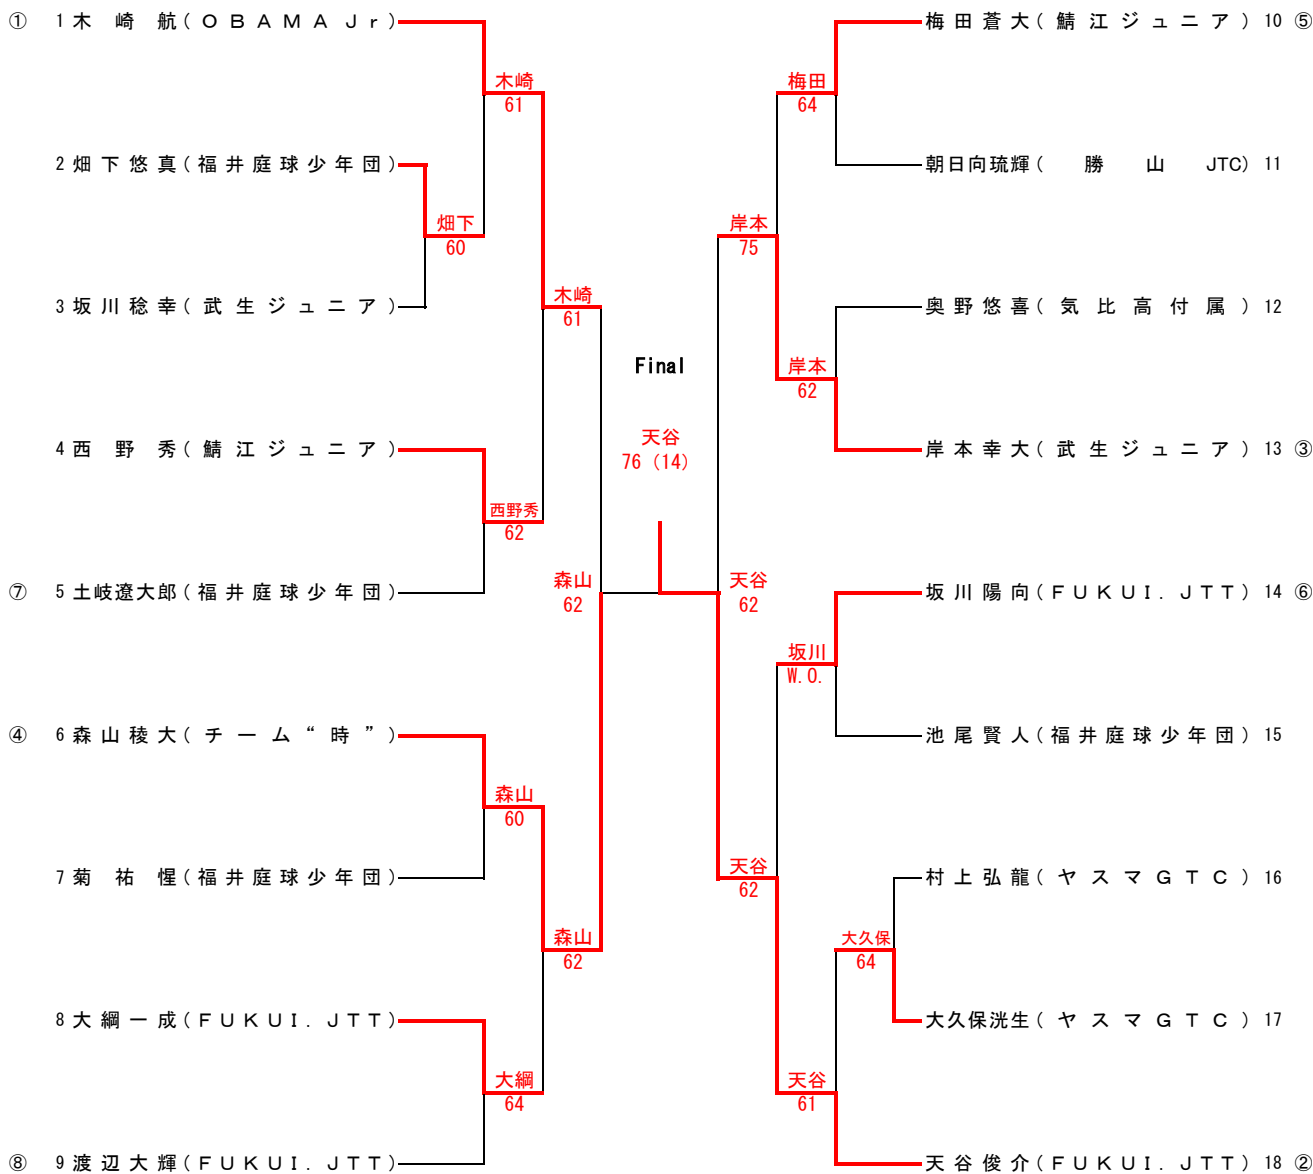 ① 1 木崎航(OBAMA Jr)
木崎
61
2 畑下悠真(福井庭球少年団)
畑下
60
3 坂川稔幸(武生ジュニア)
木崎
61
4 西野秀(鯖江ジュニア)
西野秀
62
⑦ 5 土岐遼大郎(福井庭球少年団)
森山
62
④ 6 森山稜大(チーム“時”)
森山
60
7 菊祐惺(福井庭球少年団)
森山
62
8 大綱一成(FUKUI.JTT)
大綱
64
⑧ 9 渡辺大輝(FUKUI.JTT)
Final
天谷
76 (14)
梅田蒼大(鯖江ジュニア) 10 ⑤
梅田
64
朝日向琉輝(勝山JTC) 11
岸本
75
奥野悠喜(気比高付属) 12
岸本
62
岸本幸大(武生ジュニア) 13 ③
天谷
62
坂川陽向(FUKUI.JTT) 14 ⑥
坂川
W.O.
池尾賢人(福井庭球少年団) 15
天谷
62
村上弘龍(ヤスマGTC) 16
大久保
64
大久保洸生(ヤスマGTC) 17
天谷
61
天谷俊介(FUKUI.JTT) 18 ②